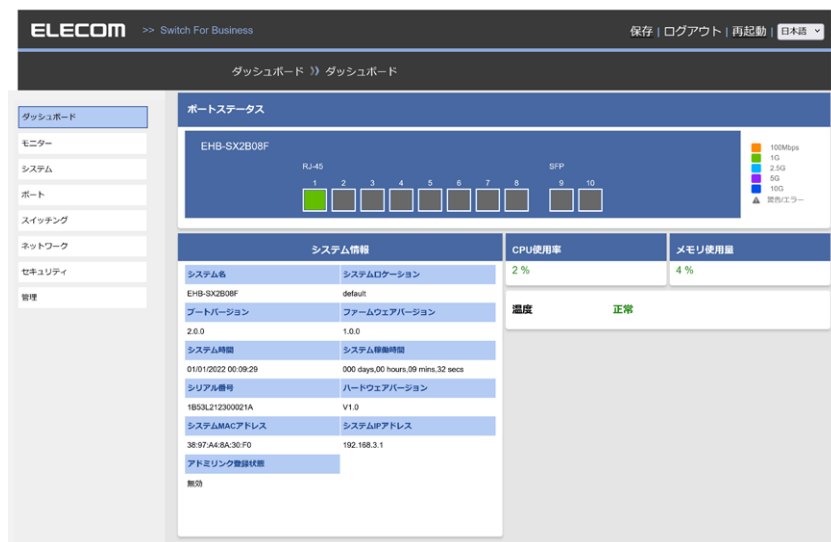 ELECOM >> Switch For Business 保存 | ログアウト | 再起動 | 日本語
ダッシュボード 》 ダッシュボード
ダッシュボード
モニター
システム
ポート
スイッチング
ネットワーク
セキュリティ
管理
ポートステータス
EHB-SX2B08F
RJ-45 SFP
1 2 3 4 5 6 7 8 9 10
100Mbps
1G
2.5G
5G
10G
警告/エラー
システム情報
システム名 システムロケーション
EHB-SX2B08F default
ブートバージョン ファームウェアバージョン
2.0.0 1.0.0
システム時間 システム稼働時間
01/01/2022 00:09:29 000 days,00 hours,09 mins,32 secs
シリアル番号 ハードウェアバージョン
1B53L212300021A V1.0
システムMACアドレス システムIPアドレス
38:97:A4:8A:30:F0 192.168.3.1
アドミリンク登録状態
無効
CPU使用率 メモリ使用量
2 % 4 %
温度 正常